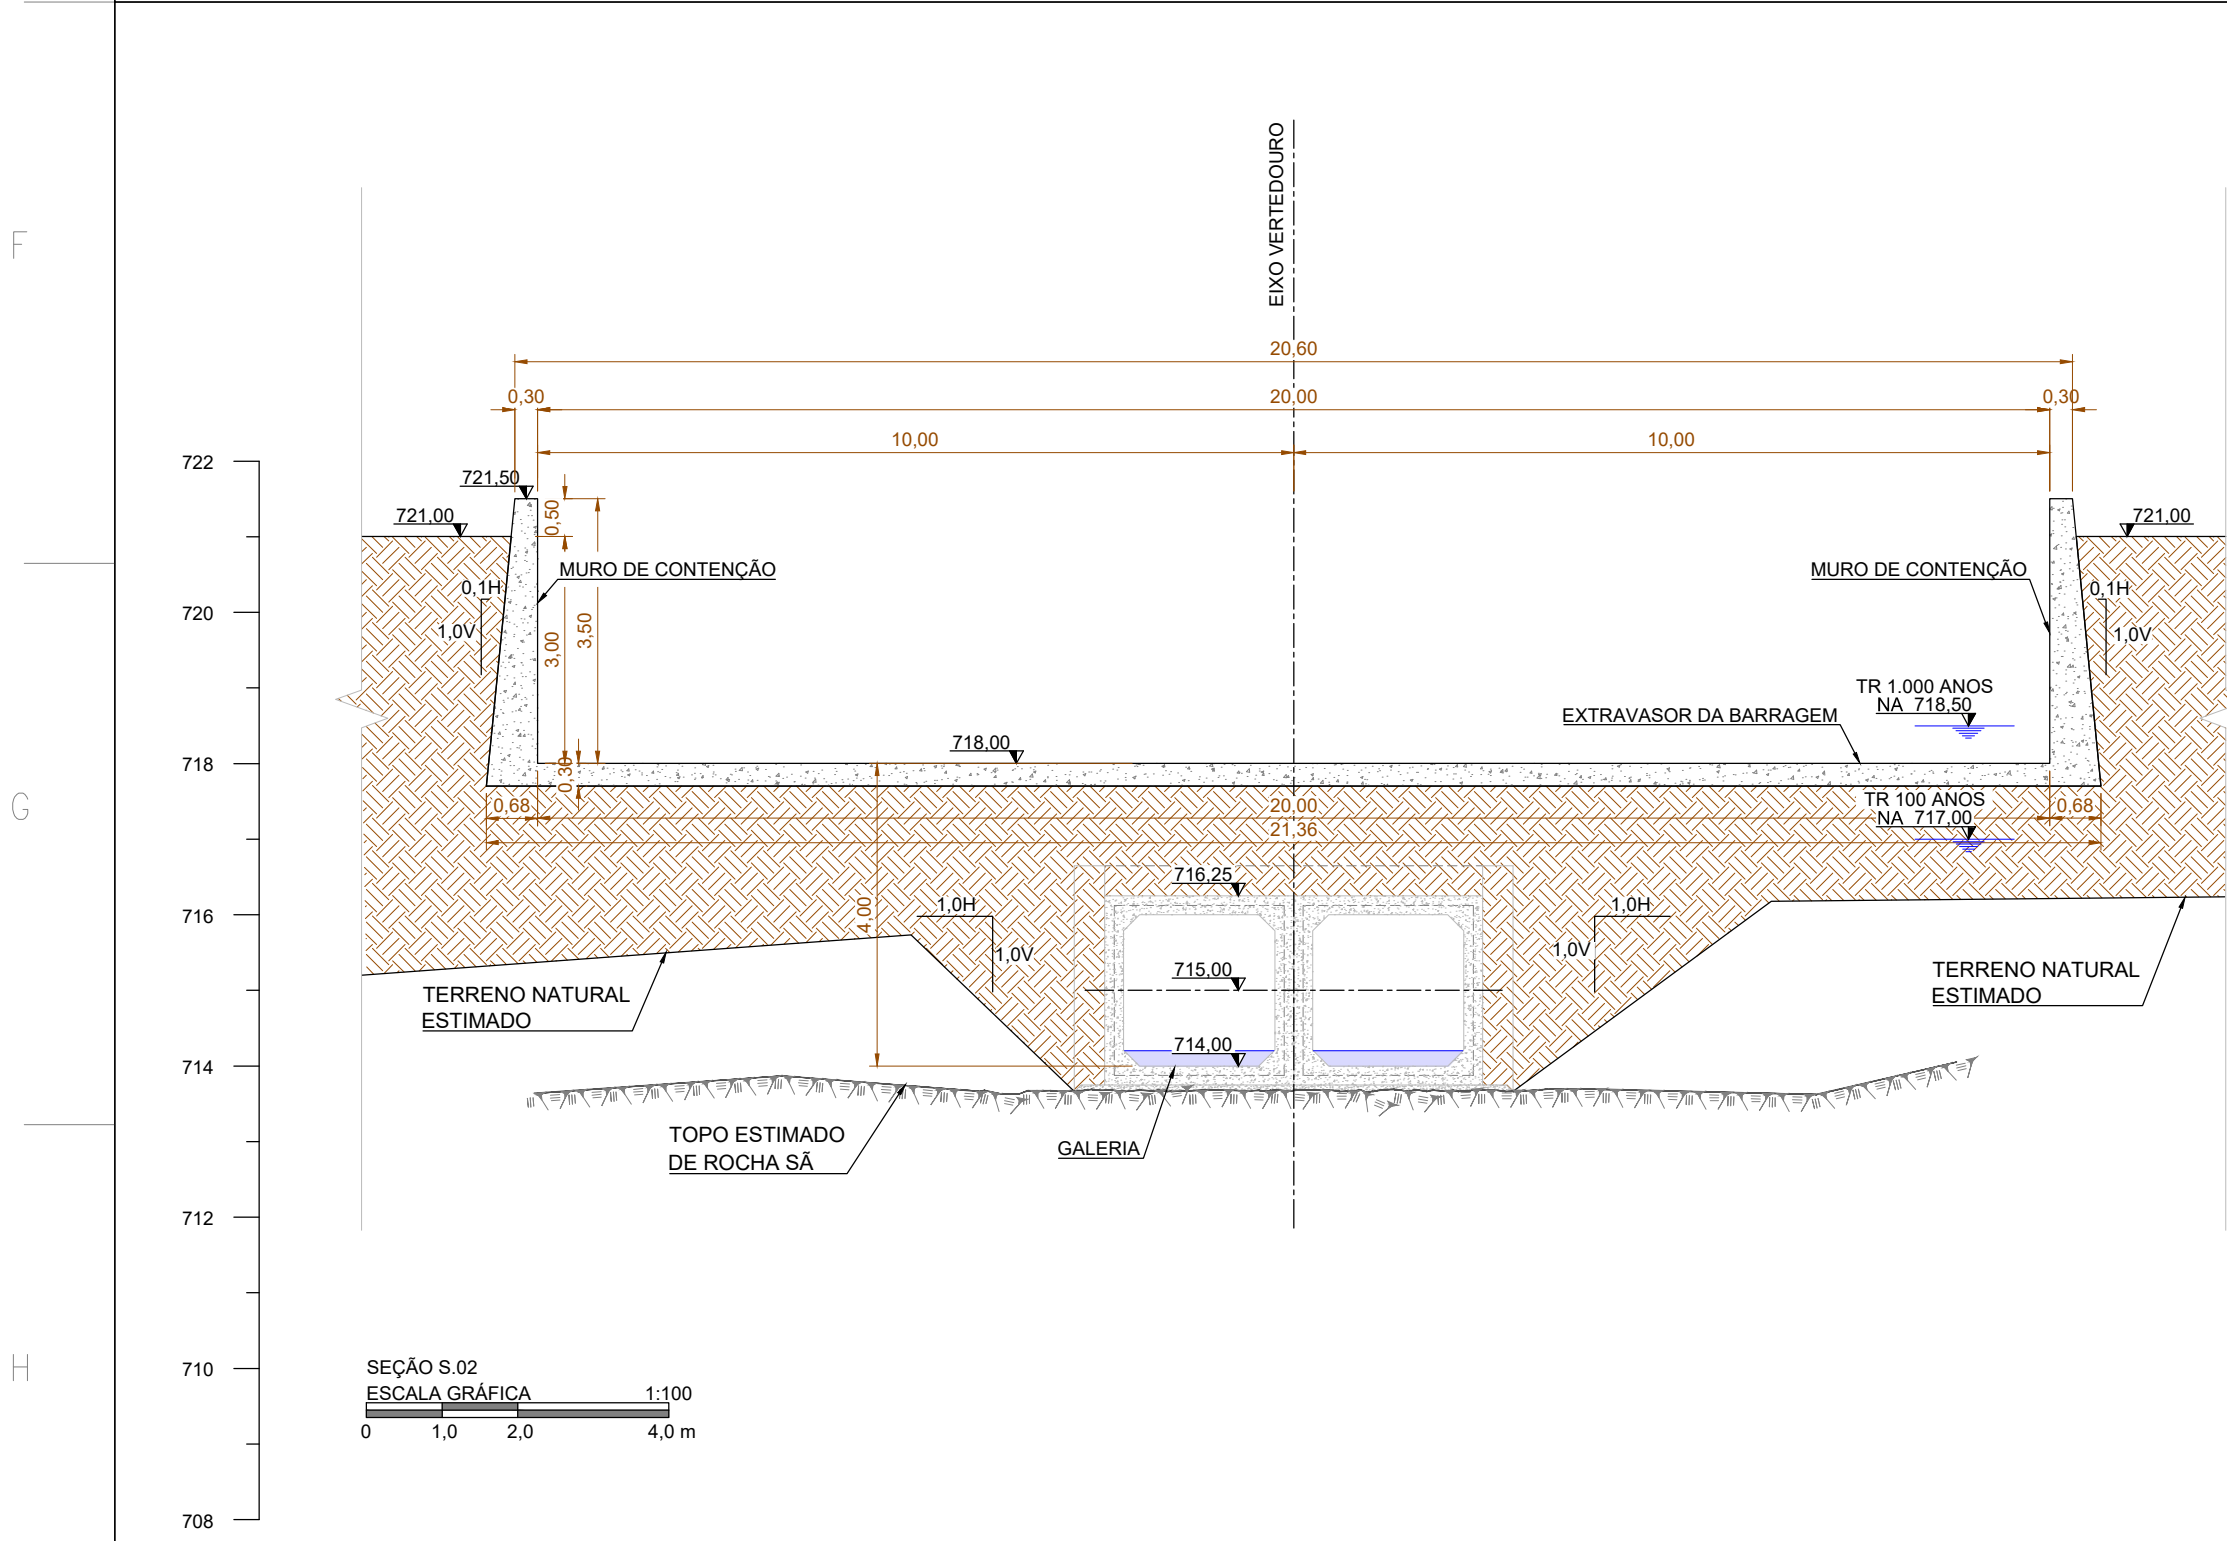 F
G
H
EIXO VERTEDOURO
20,60
0,30
20,00
0,30
10,00
10,00
722
720
718
716
714
712
710
708
721,50
721,00
0,50
721,00
MURO DE CONTENÇÃO
MURO DE CONTENÇÃO
0,1H
1,0V
3,00
3,50
0,1H
1,0V
TR 1.000 ANOS
NA 718,50
EXTRAVASOR DA BARRAGEM
718,00
0,30
0,68
20,00
21,36
TR 100 ANOS
NA 717,00
0,68
716,25
4,00
1,0H
1,0V
1,0H
1,0V
715,00
714,00
TERRENO NATURAL
ESTIMADO
TERRENO NATURAL
ESTIMADO
TOPO ESTIMADO
DE ROCHA SÃ
GALERIA
SEÇÃO S.02
ESCALA GRÁFICA 1:100
0 1,0 2,0 4,0 m